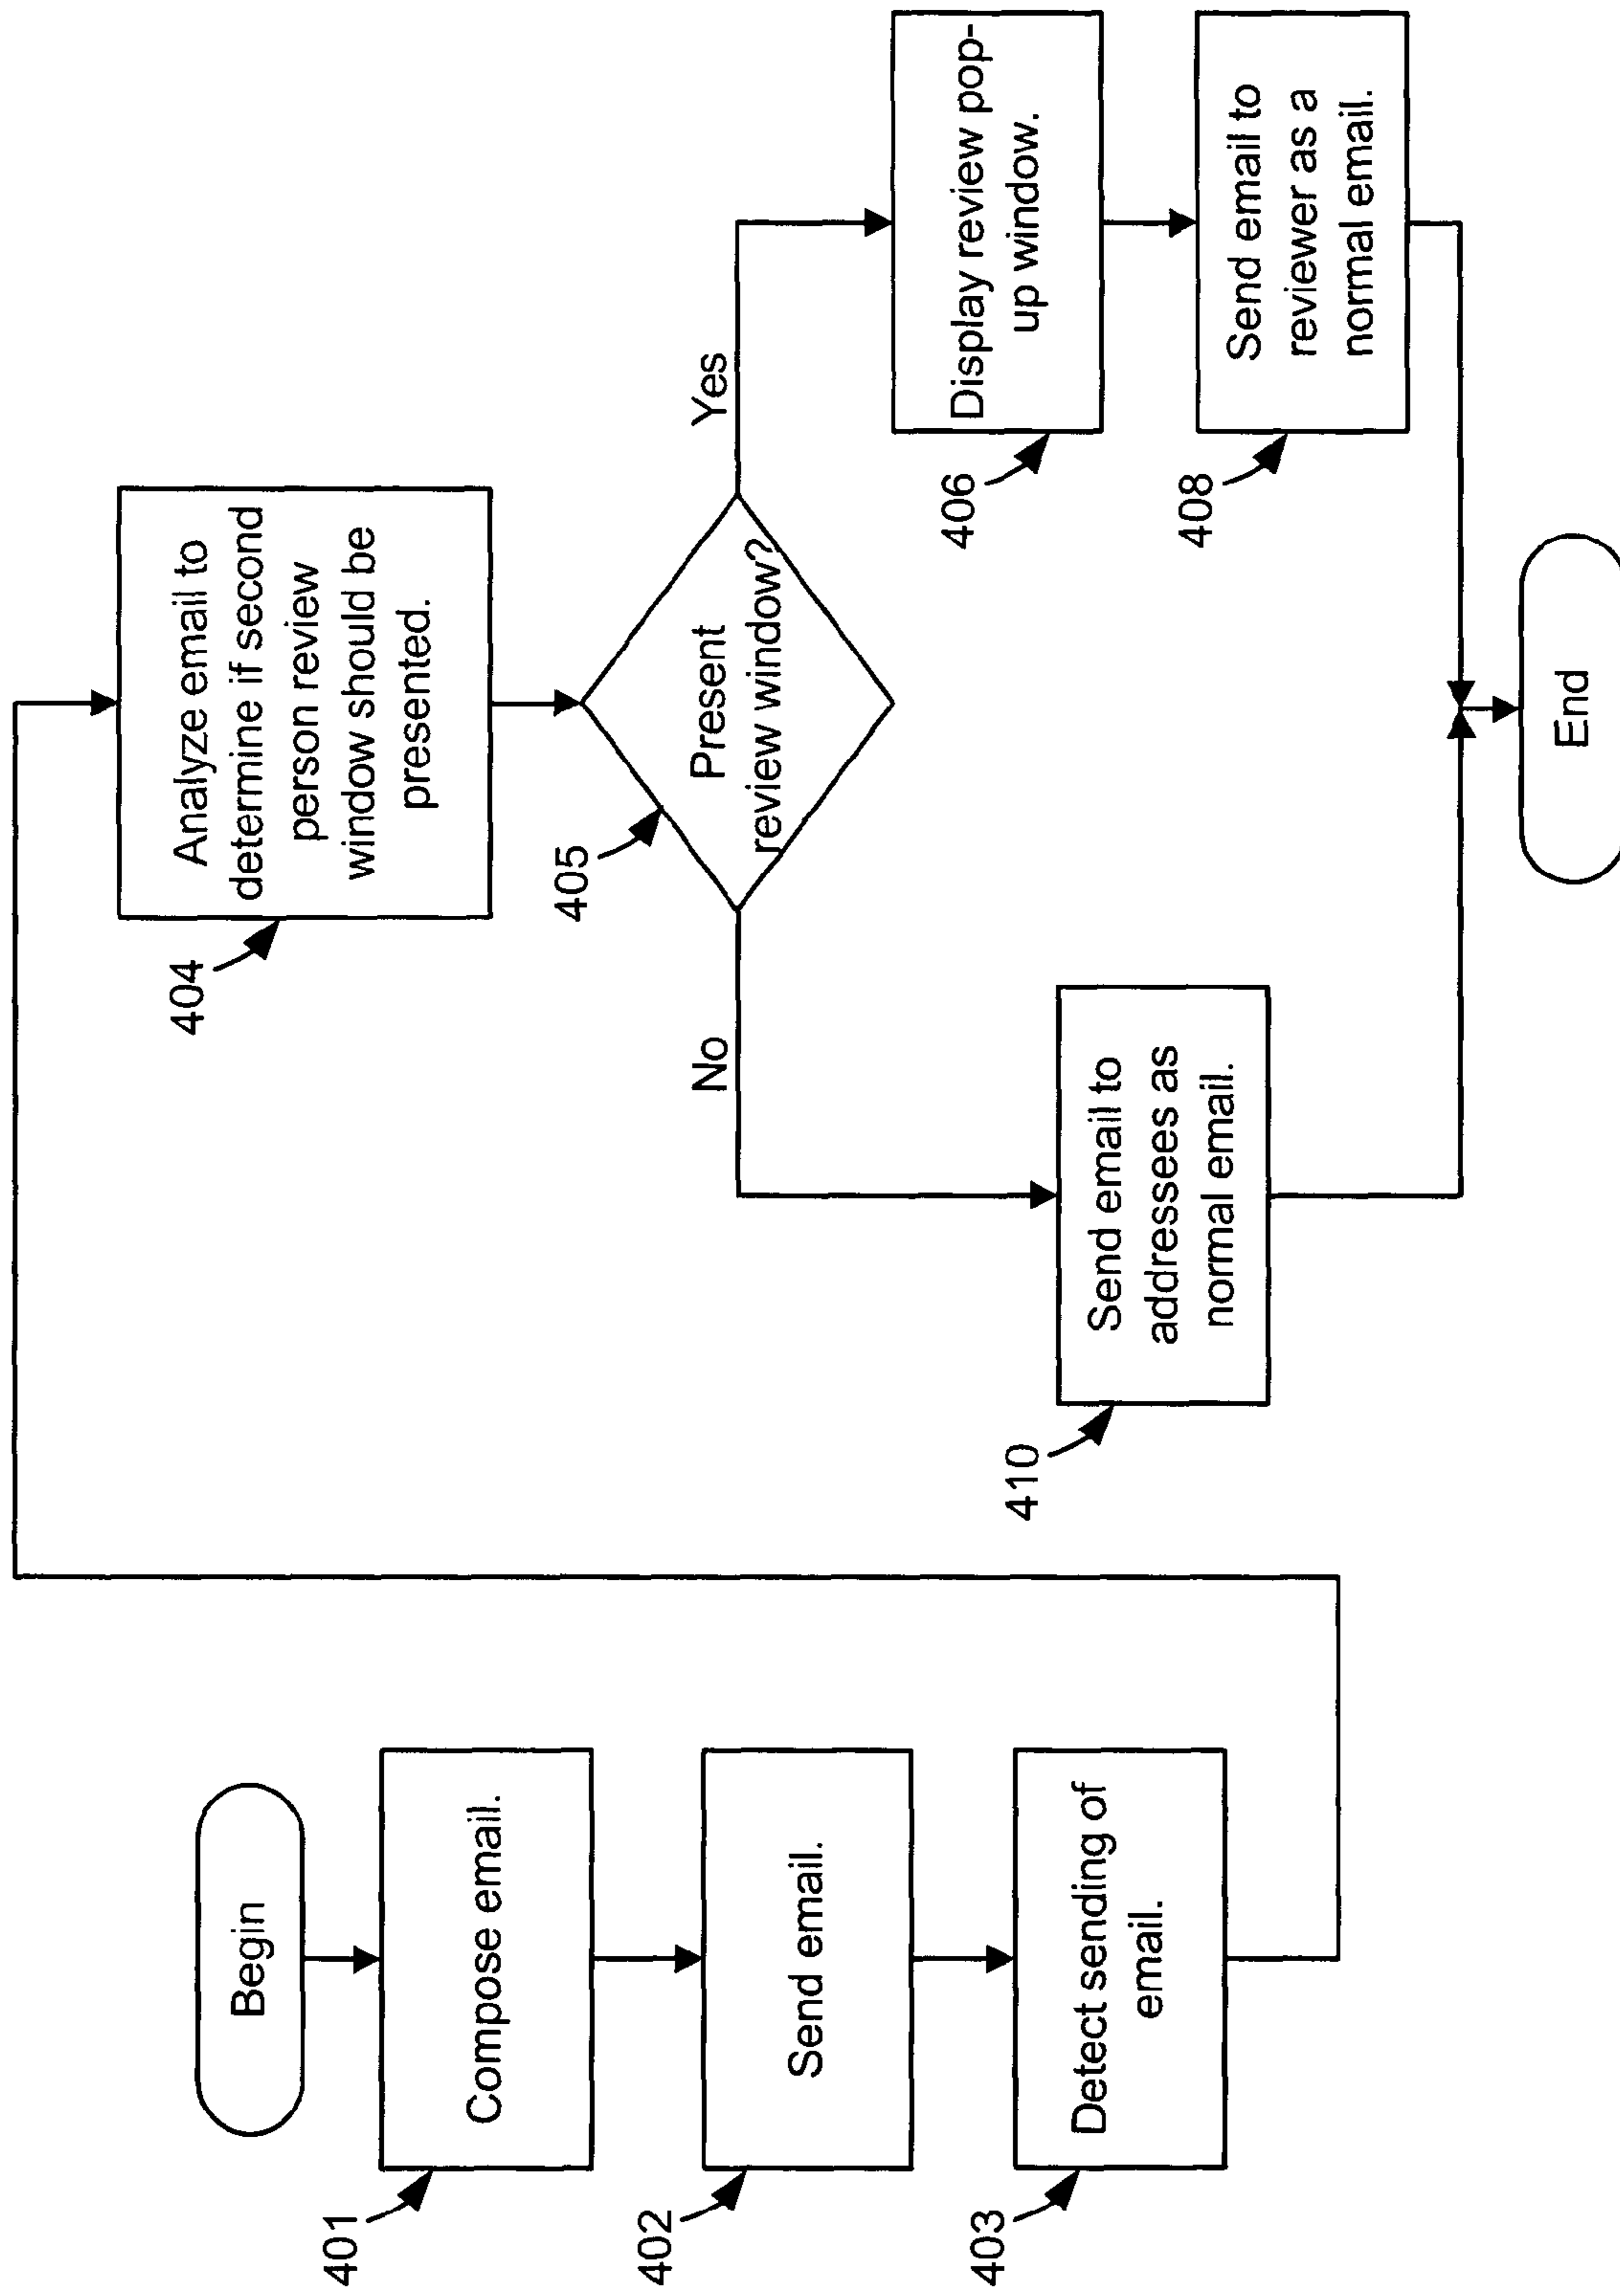 Begin
401
Compose email.
402
Send email.
403
Detect sending of
email.
404
Analyze email to
determine if second
person review
window should be
presented.
405
Present
review window?
No
Yes
410
Send email to
addressees as
normal email.
406
Display review pop-
up window.
408
Send email to
reviewer as a
normal email.
End